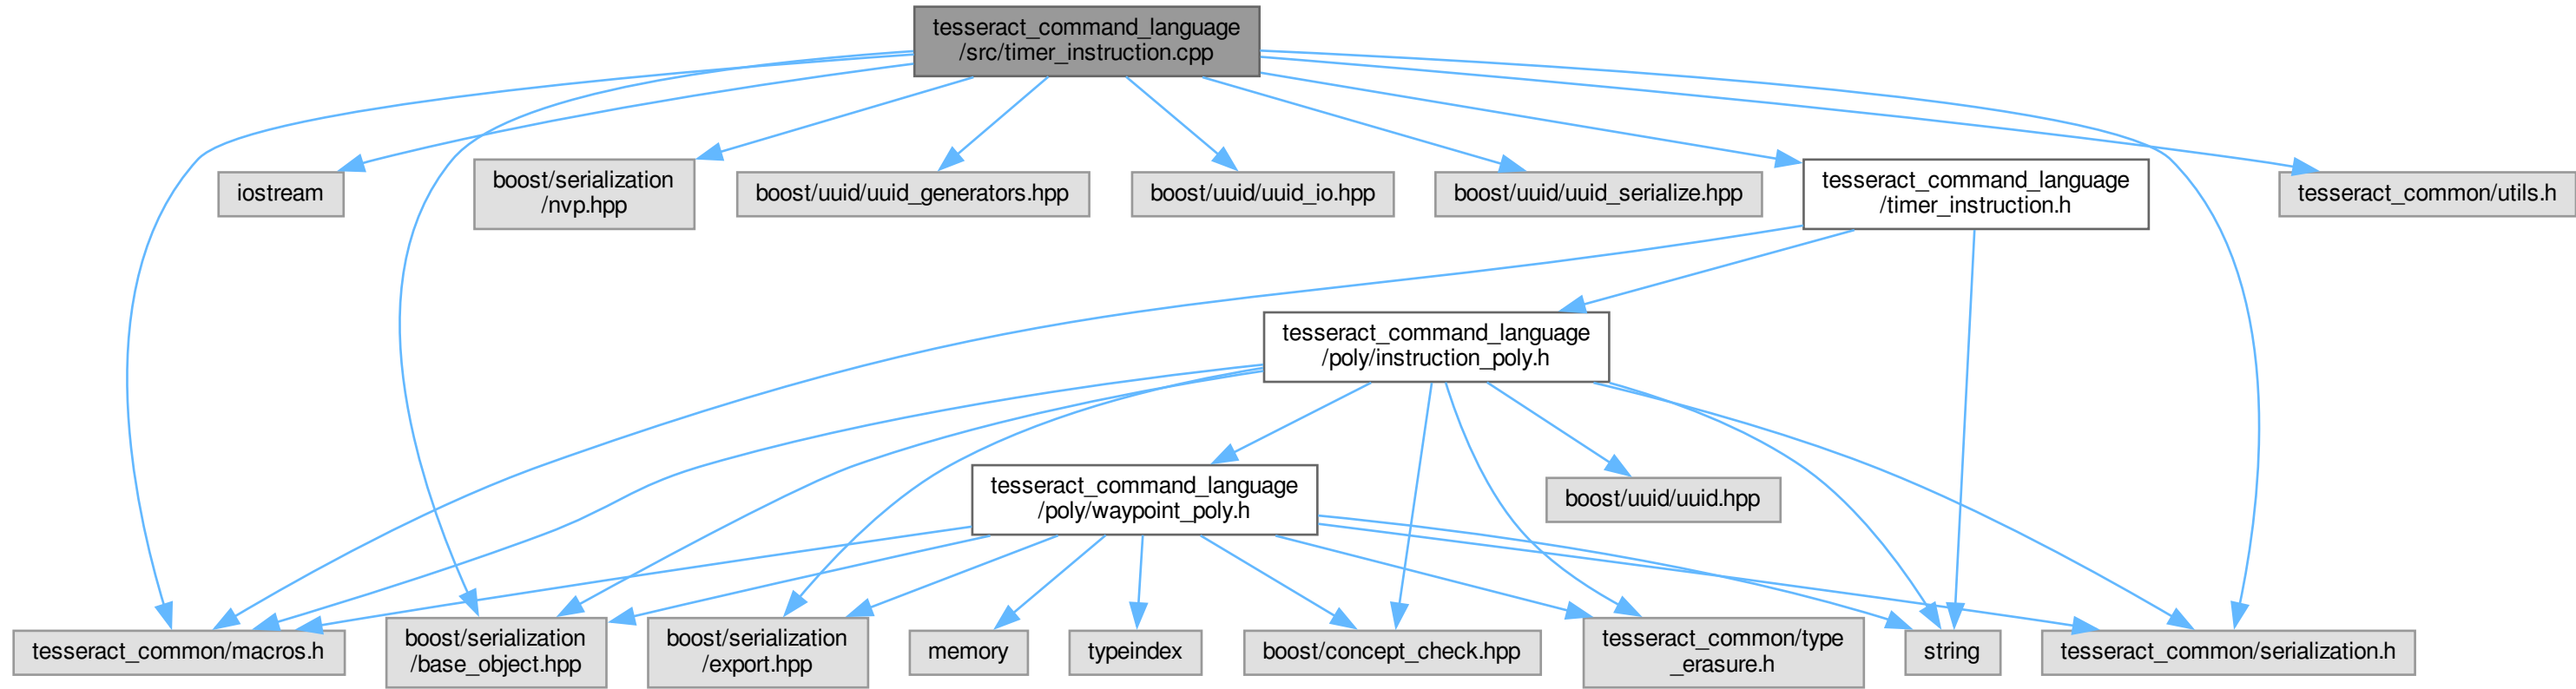 tesseract_command_language
/src/timer_instruction.cpp
iostream
boost/serialization
/nvp.hpp
boost/uuid/uuid_generators.hpp
boost/uuid/uuid_io.hpp
boost/uuid/uuid_serialize.hpp
tesseract_command_language
/timer_instruction.h
tesseract_common/utils.h
tesseract_command_language
/poly/instruction_poly.h
tesseract_command_language
/poly/waypoint_poly.h
boost/uuid/uuid.hpp
tesseract_common/macros.h
boost/serialization
/base_object.hpp
boost/serialization
/export.hpp
memory
typeindex
boost/concept_check.hpp
tesseract_common/type
_erasure.h
string
tesseract_common/serialization.h